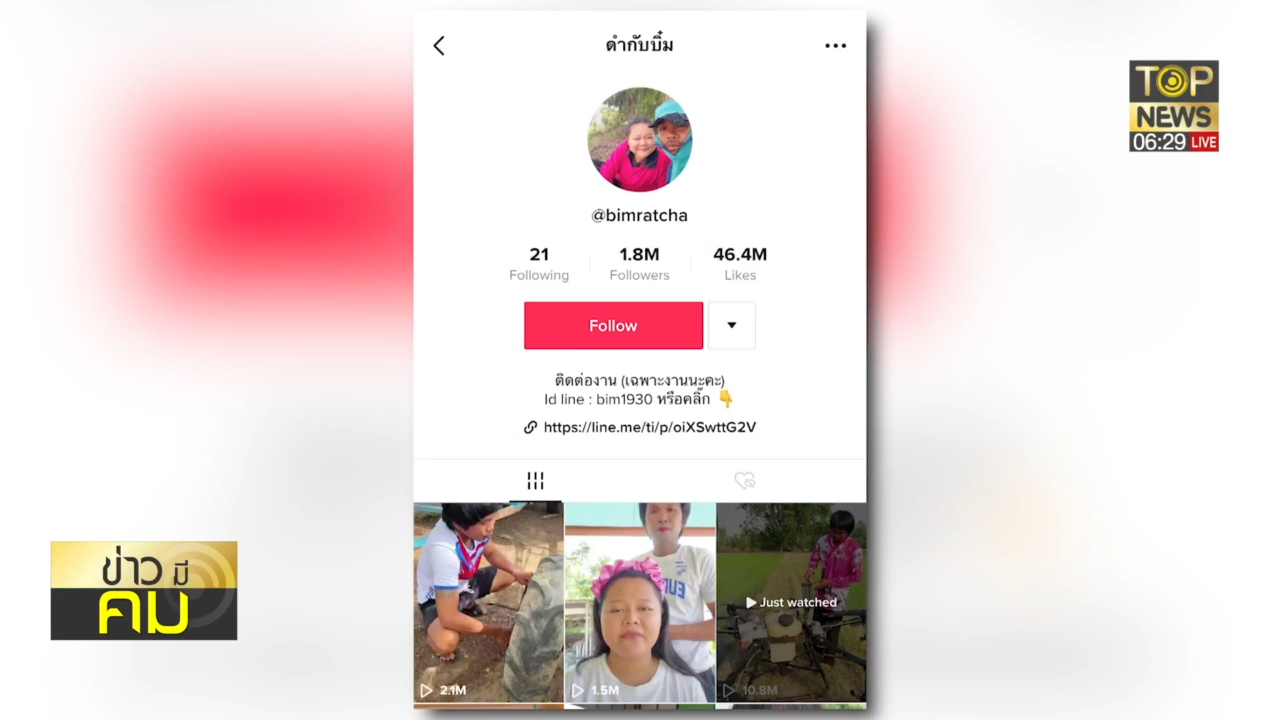 ดำกับบิ๋ม
TOP
NEWS
06:29 LIVE
@bimratcha
21 1.8M 46.4M
Following Followers Likes
Follow
ติดต่องาน (เฉพาะงานนะคะ)
Id line : bim1930 หรือคลิ๊ก 👇
https://line.me/ti/p/oiXSwttG2V
ข่าวมี
คม
Just watched
2.1M 1.5M 10.8M